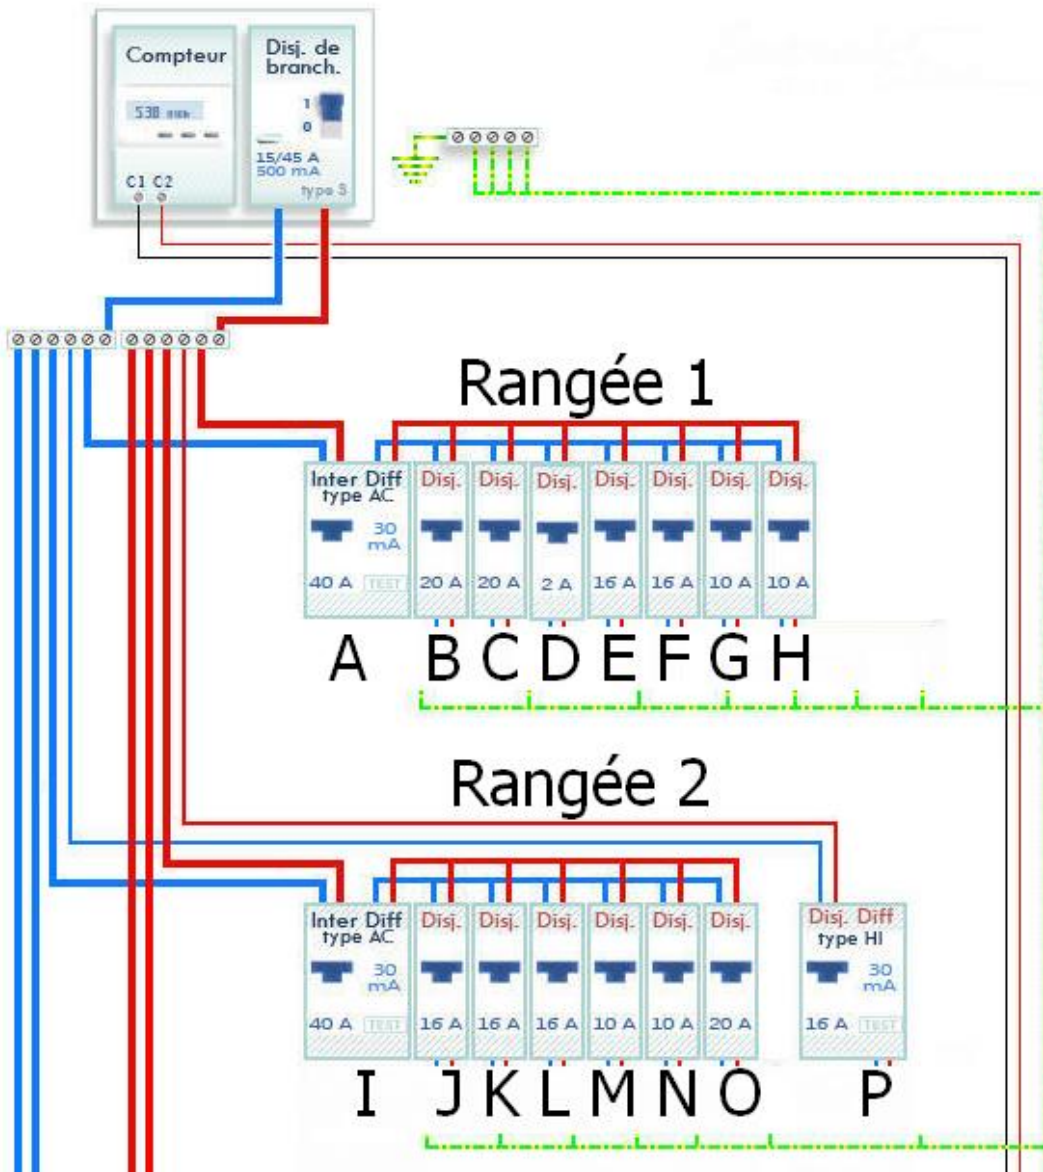 Compteur
Disj. de
branch.
1
0
15/45 A
500 mA
type S
C1 C2
Rangée 1
Inter Diff Disj. Disj. Disj. Disj. Disj. Disj. Disj.
type AC
30
mA
40 A TEST 20 A 20 A 2 A 16 A 16 A 10 A 10 A
A B C D E F G H
Rangée 2
Inter Diff Disj. Disj. Disj. Disj. Disj. Disj. Disj. Diff
type AC type HI
30 30
mA mA
40 A TEST 16 A 16 A 16 A 10 A 10 A 20 A 16 A TEST
I J K L M N O P